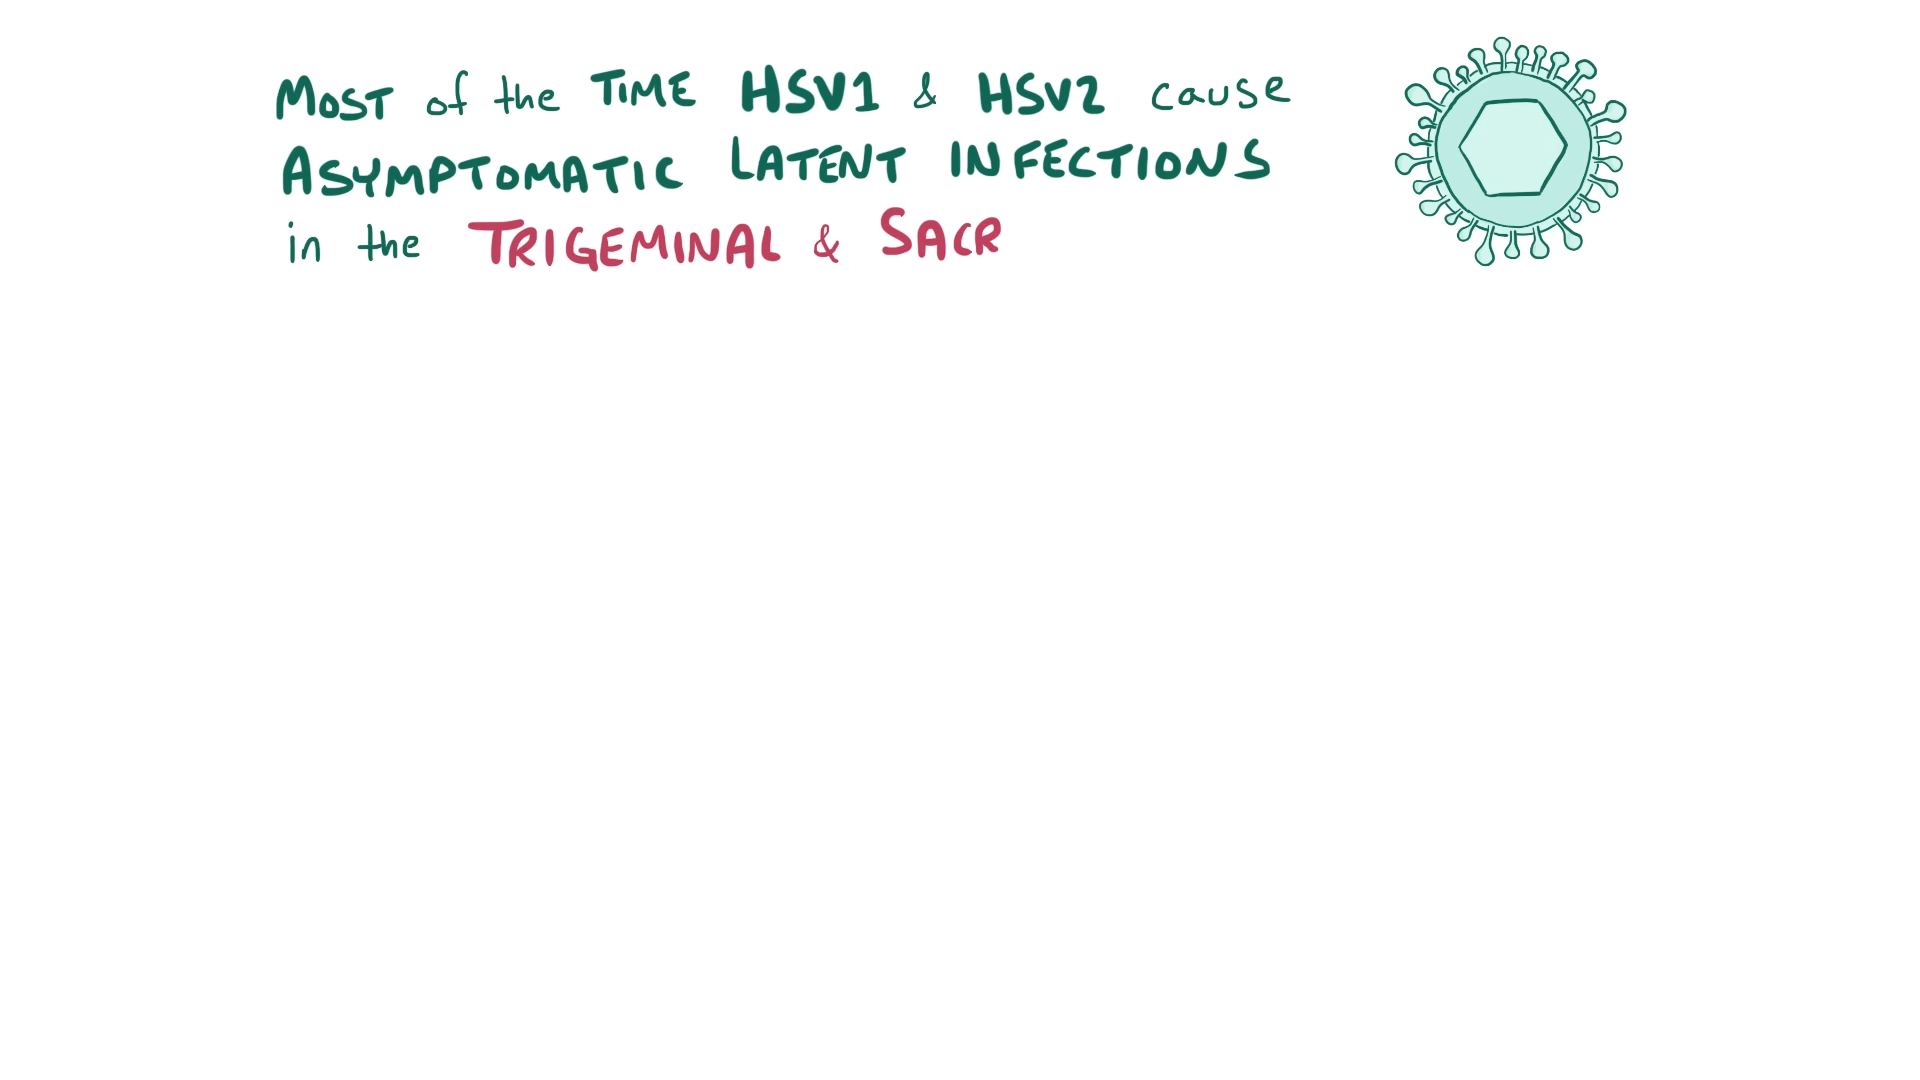 MOST of the TIME HSV1 & HSV2 cause
ASYMPTOMATIC LATENT INFECTIONS
in the TRIGEMINAL & SACR